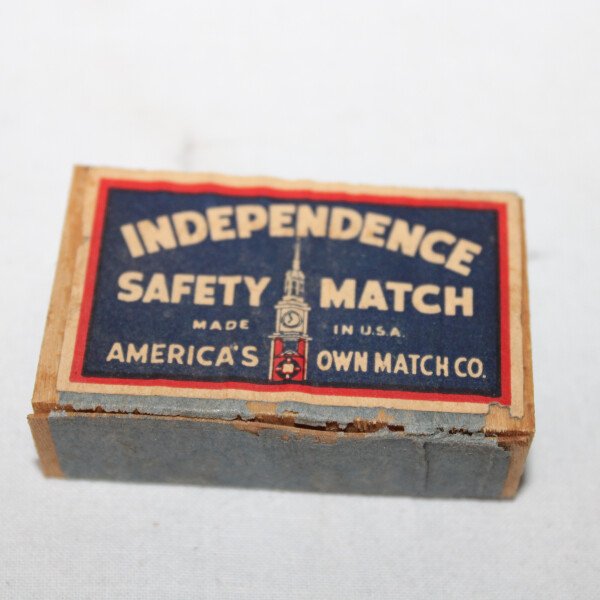 INDEPENDENCE
SAFETY MATCH
MADE IN U.S.A.
AMERICA'S OWN MATCH CO.